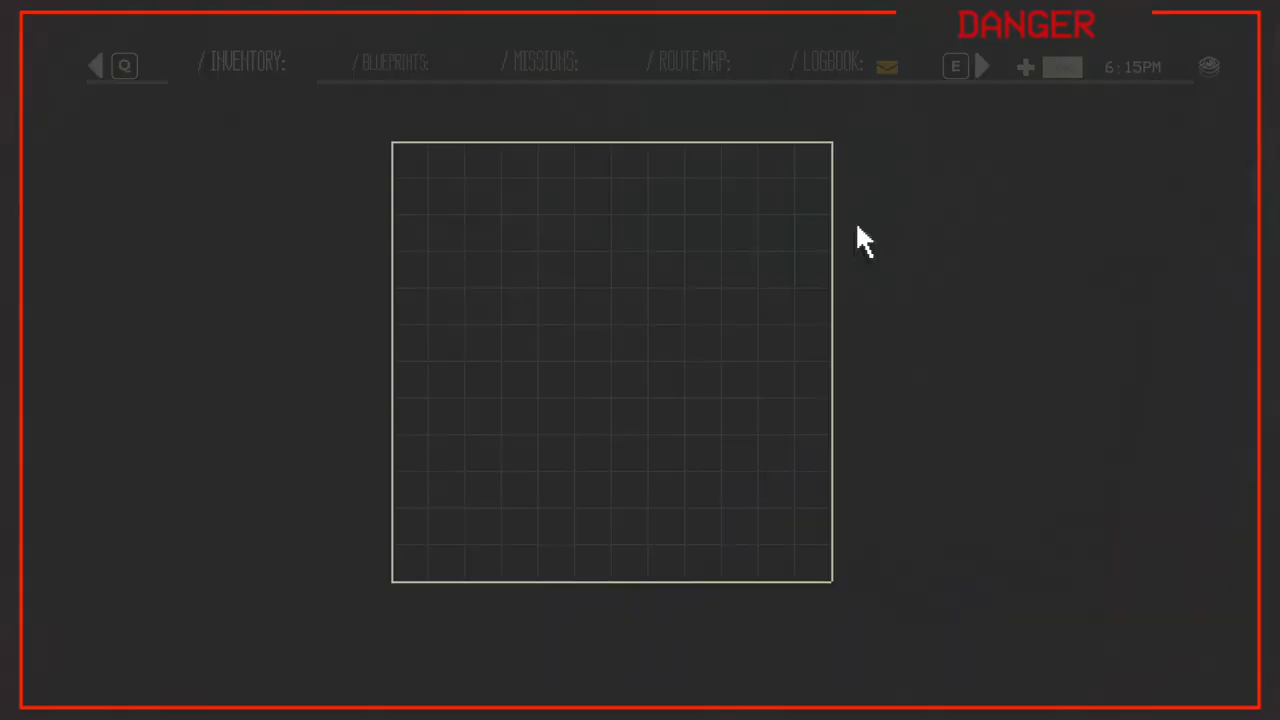 DANGER
Q / INVENTORY: / BLUEPRINTS: / MISSIONS: / ROUTE MAP: / LOGBOOK: E 6:15PM